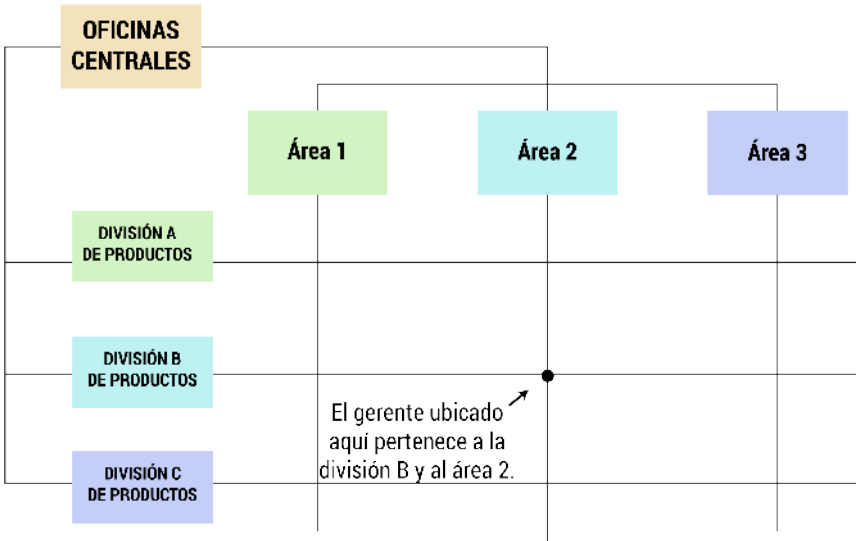 OFICINAS
CENTRALES
Área 1
Área 2
Área 3
DIVISIÓN A
DE PRODUCTOS
DIVISIÓN B
DE PRODUCTOS
El gerente ubicado
aquí pertenece a la
división B y al área 2.
DIVISIÓN C
DE PRODUCTOS